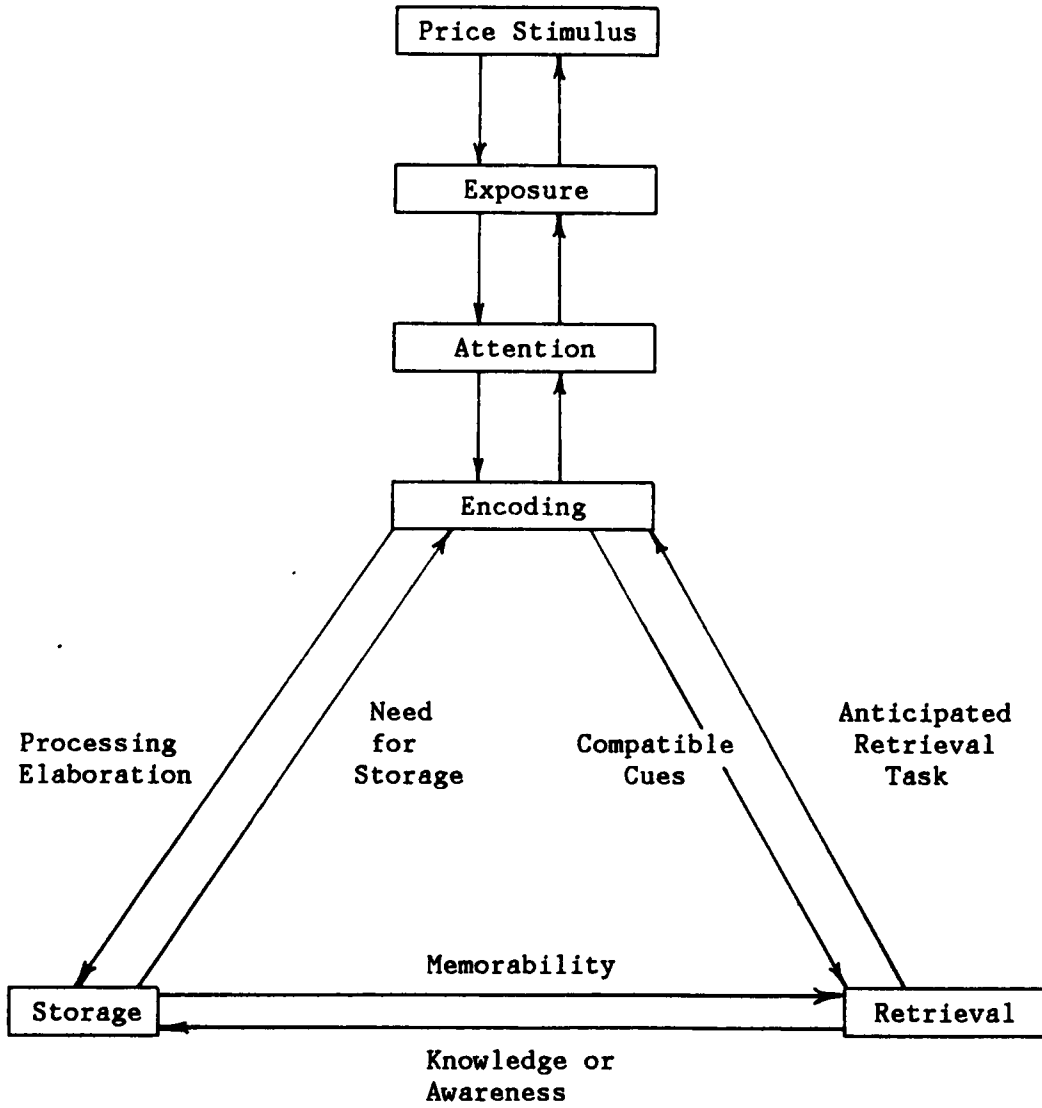 Price Stimulus
Exposure
Attention
Encoding
Processing
Elaboration
Need
for
Storage
Compatible
Cues
Anticipated
Retrieval
Task
Memorability
Storage
Retrieval
Knowledge or
Awareness